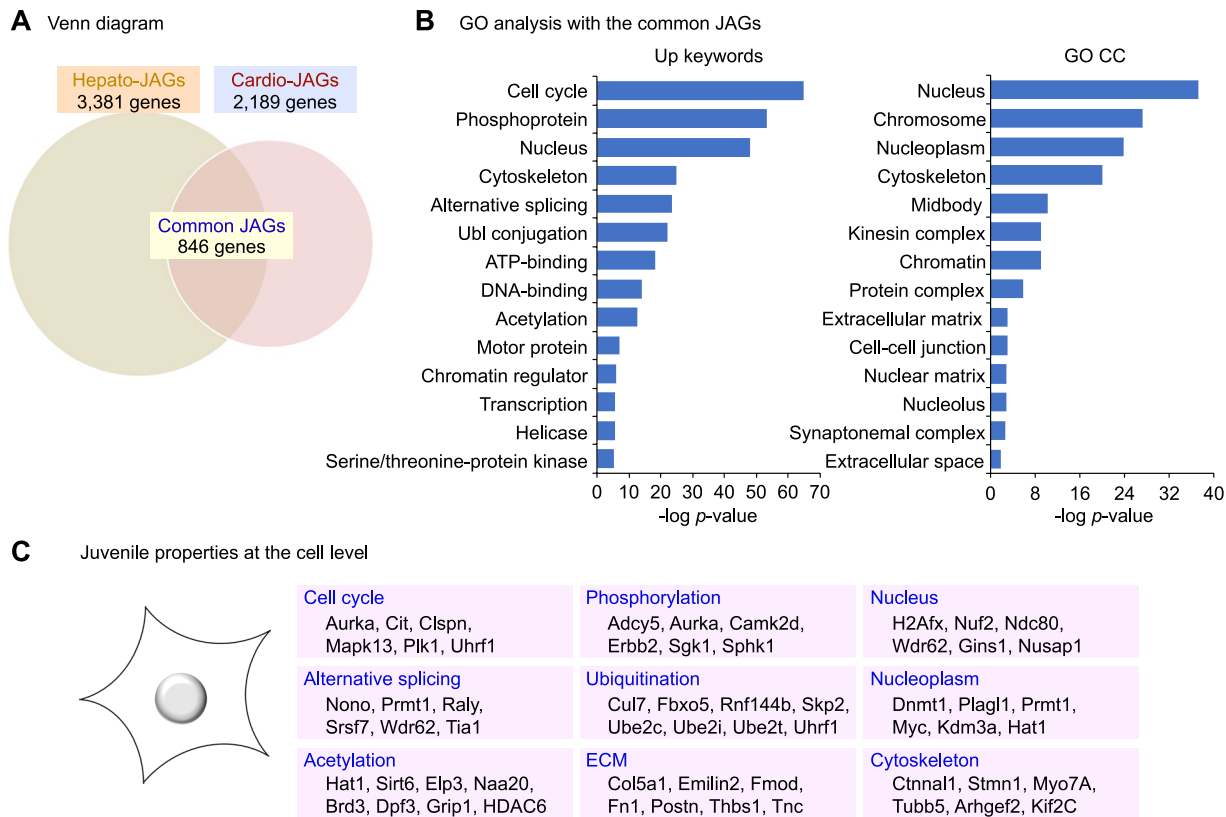 A Venn diagram
Hepato-JAGs
3,381 genes
Cardio-JAGs
2,189 genes
Common JAGs
846 genes
B GO analysis with the common JAGs
Up keywords
Cell cycle
Phosphoprotein
Nucleus
Cytoskeleton
Alternative splicing
Ubl conjugation
ATP-binding
DNA-binding
Acetylation
Motor protein
Chromatin regulator
Transcription
Helicase
Serine/threonine-protein kinase
0 10 20 30 40 50 60 70
-log p-value
GO CC
Nucleus
Chromosome
Nucleoplasm
Cytoskeleton
Midbody
Kinesin complex
Chromatin
Protein complex
Extracellular matrix
Cell-cell junction
Nuclear matrix
Nucleolus
Synaptonemal complex
Extracellular space
0 8 16 24 32 40
-log p-value
C Juvenile properties at the cell level
Cell cycle
Aurka, Cit, Clspn,
Mapk13, Plk1, Uhrf1
Phosphorylation
Adcy5, Aurka, Camk2d,
Erbb2, Sgk1, Sphk1
Nucleus
H2Afx, Nuf2, Ndc80,
Wdr62, Gins1, Nusap1
Alternative splicing
Nono, Prmt1, Raly,
Srsf7, Wdr62, Tia1
Ubiquitination
Cul7, Fbxo5, Rnf144b, Skp2,
Ube2c, Ube2i, Ube2t, Uhrf1
Nucleoplasm
Dnmt1, Plagl1, Prmt1,
Myc, Kdm3a, Hat1
Acetylation
Hat1, Sirt6, Elp3, Naa20,
Brd3, Dpf3, Grip1, HDAC6
ECM
Col5a1, Emilin2, Fmod,
Fn1, Postn, Thbs1, Tnc
Cytoskeleton
Ctnnal1, Stmn1, Myo7A,
Tubb5, Arhgef2, Kif2C